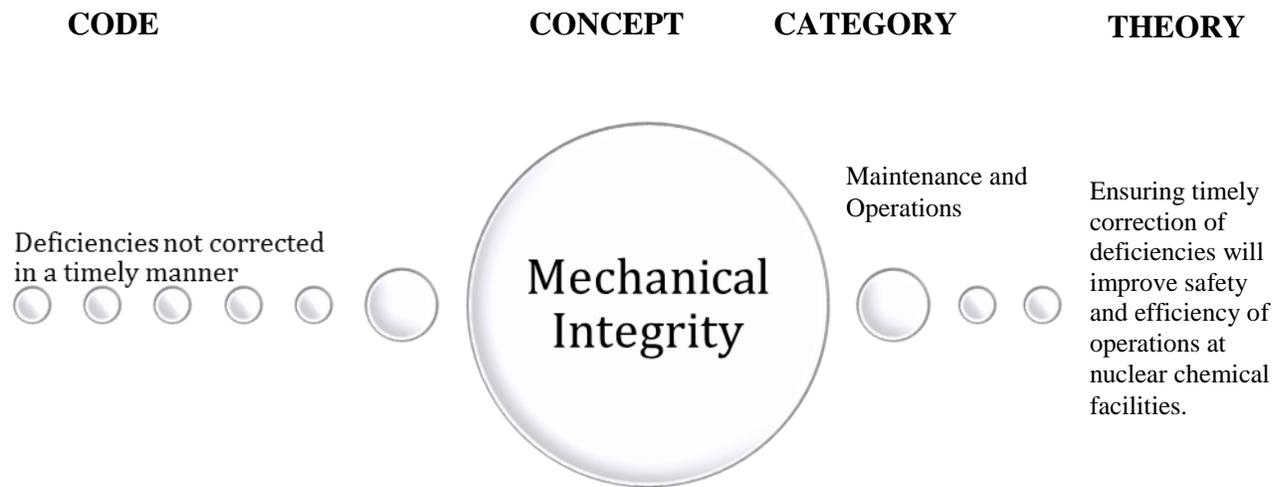 CODE CONCEPT CATEGORY THEORY
Deficiencies not corrected
in a timely manner
Mechanical
Integrity
Maintenance and
Operations
Ensuring timely
correction of
deficiencies will
improve safety
and efficiency of
operations at
nuclear chemical
facilities.